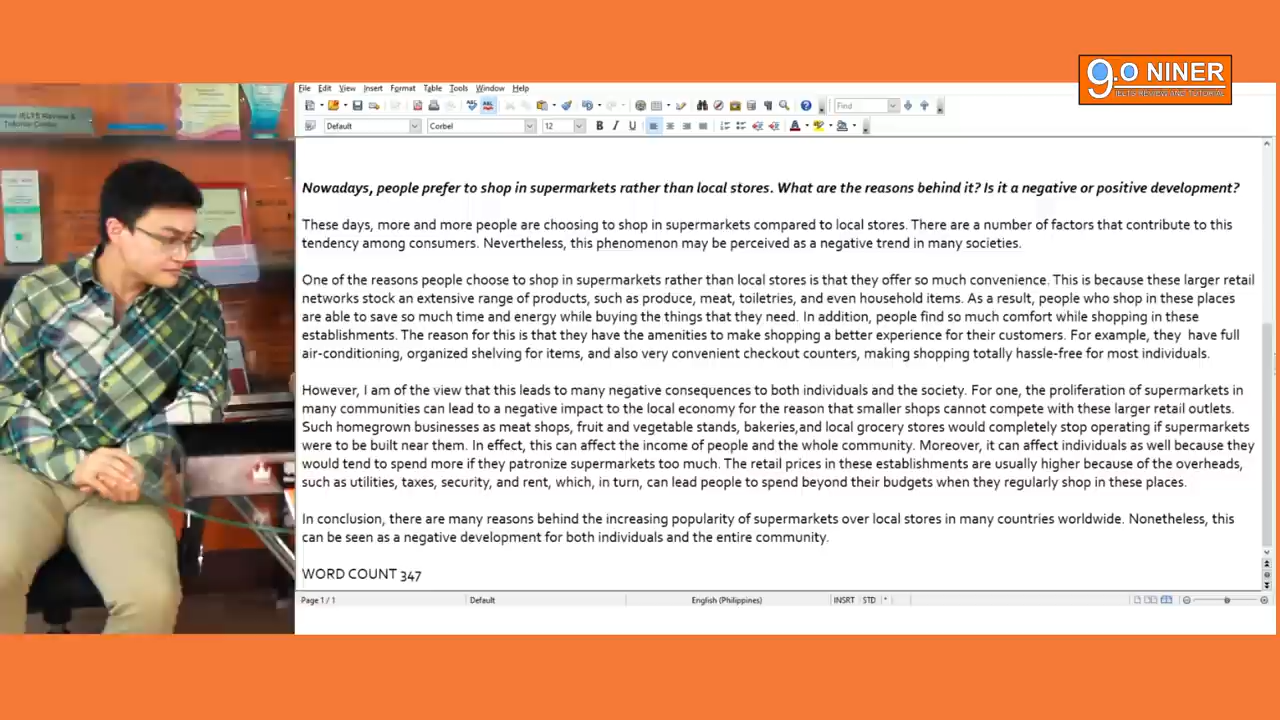 9.0 NINER
IELTS REVIEW AND TUTORIAL
Tutorial Center
File Edit View Insert Format Table Tools Window Help
Find
Default Corbel 12 B I U
Nowadays, people prefer to shop in supermarkets rather than local stores. What are the reasons behind it? Is it a negative or positive development?
These days, more and more people are choosing to shop in supermarkets compared to local stores. There are a number of factors that contribute to this
tendency among consumers. Nevertheless, this phenomenon may be perceived as a negative trend in many societies.
One of the reasons people choose to shop in supermarkets rather than local stores is that they offer so much convenience. This is because these larger retail
networks stock an extensive range of products, such as produce, meat, toiletries, and even household items. As a result, people who shop in these places
are able to save so much time and energy while buying the things that they need. In addition, people find so much comfort while shopping in these
establishments. The reason for this is that they have the amenities to make shopping a better experience for their customers. For example, they have full
air-conditioning, organized shelving for items, and also very convenient checkout counters, making shopping totally hassle-free for most individuals.
However, I am of the view that this leads to many negative consequences to both individuals and the society. For one, the proliferation of supermarkets in
many communities can lead to a negative impact to the local economy for the reason that smaller shops cannot compete with these larger retail outlets.
Such homegrown businesses as meat shops, fruit and vegetable stands, bakeries,and local grocery stores would completely stop operating if supermarkets
were to be built near them. In effect, this can affect the income of people and the whole community. Moreover, it can affect individuals as well because they
would tend to spend more if they patronize supermarkets too much. The retail prices in these establishments are usually higher because of the overheads,
such as utilities, taxes, security, and rent, which, in turn, can lead people to spend beyond their budgets when they regularly shop in these places.
In conclusion, there are many reasons behind the increasing popularity of supermarkets over local stores in many countries worldwide. Nonetheless, this
can be seen as a negative development for both individuals and the entire community.
WORD COUNT 347
Page 1 / 1 Default English (Philippines) INSRT STD *